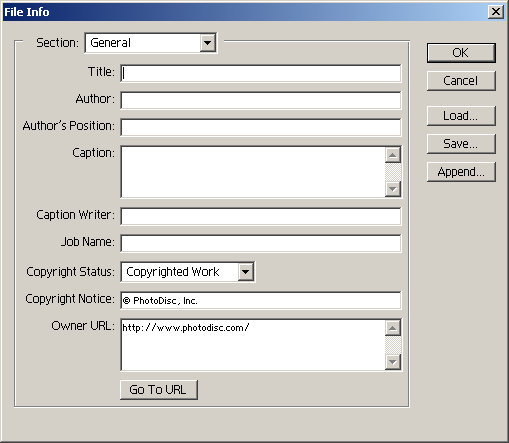 File Info
Section: General
OK
Title:
Cancel
Author:
Load...
Author's Position:
Save...
Caption:
Append...
Caption Writer:
Job Name:
Copyright Status: Copyrighted Work
Copyright Notice: © PhotoDisc, Inc.
Owner URL: http://www.photodisc.com/
Go To URL